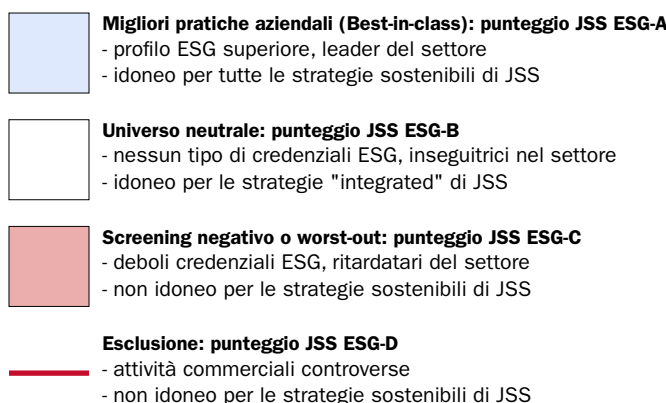 Migliori pratiche aziendali (Best-in-class): punteggio JSS ESG-A
- profilo ESG superiore, leader del settore
- idoneo per tutte le strategie sostenibili di JSS
Universo neutrale: punteggio JSS ESG-B
- nessun tipo di credenziali ESG, inseguitrici nel settore
- idoneo per le strategie "integrated" di JSS
Screening negativo o worst-out: punteggio JSS ESG-C
- deboli credenziali ESG, ritardatari del settore
- non idoneo per le strategie sostenibili di JSS
Esclusione: punteggio JSS ESG-D
- attività commerciali controverse
- non idoneo per le strategie sostenibili di JSS